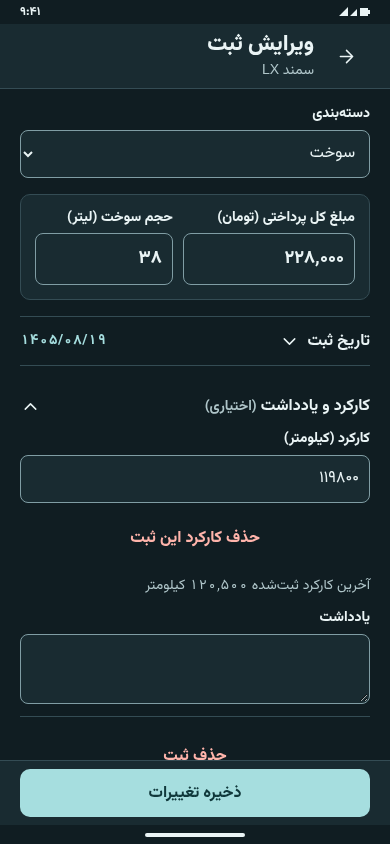 ۹:۴۱
ویرایش ثبت
سمند LX
دسته‌بندی
سوخت
مبلغ کل پرداختی (تومان)
حجم سوخت (لیتر)
۲۲۸,۰۰۰
۳۸
تاریخ ثبت
۱۴۰۵/۰۸/۱۹
کارکرد و یادداشت (اختیاری)
کارکرد (کیلومتر)
۱۱۹۸۰۰
حذف کارکرد این ثبت
آخرین کارکرد ثبت‌شده ۱۲۰,۵۰۰ کیلومتر
یادداشت
حذف ثبت
ذخیره تغییرات